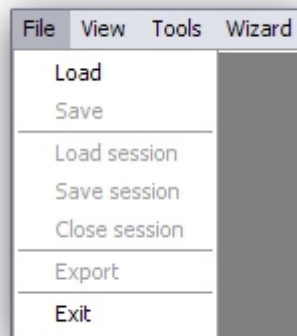 File View Tools Wizard
Load
Save
Load session
Save session
Close session
Export
Exit